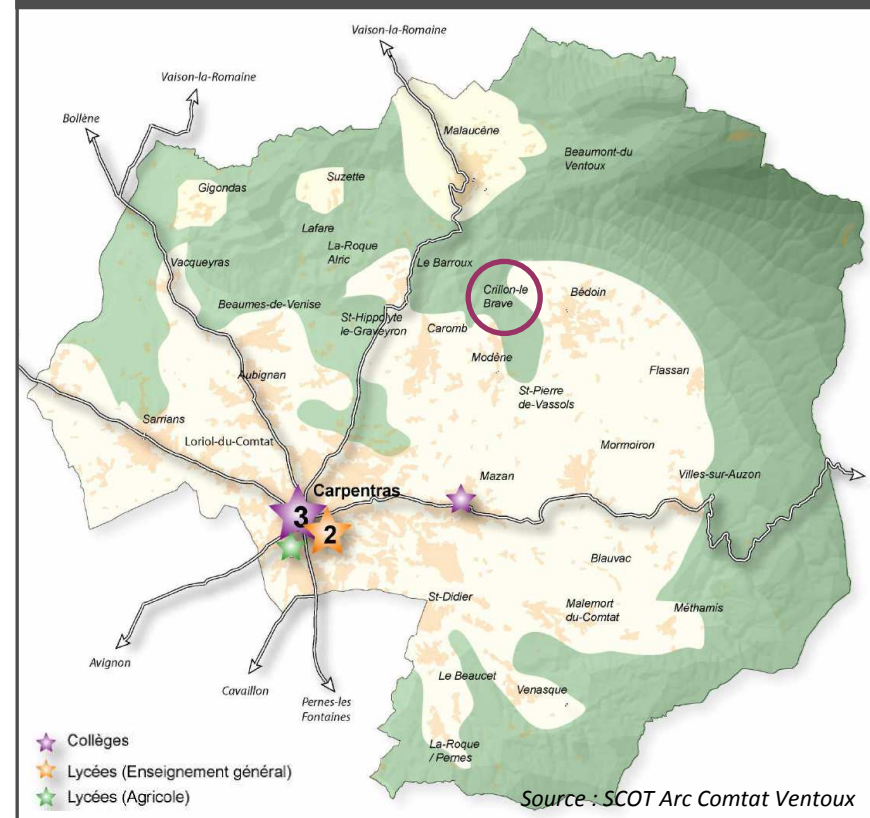 Vaison-la-Romaine
Vaison-la-Romaine
Bollène
Malaucène
Beaumont-du
Ventoux
Gigondas
Suzette
Lafare
La-Roque
Alric
Vacqueyras
Le Barroux
Crillon-le
Brave
Bédoin
Beaumes-de-Venise
St-Hippolyte
le-Graveyron
Caromb
Modène
Flassan
Aubignan
St-Pierre
de-Vassols
Sarrians
Loriol-du-Comtat
Mormoiron
Mazan
Villes-sur-Auzon
Carpentras
3
2
Blauvac
St-Didier
Malemort
du-Comtat
Méthamis
Avignon
Cavaillon
Pernes-les
Fontaines
Le Beaucet
Venasque
La-Roque
/ Pernes
Collèges
Lycées (Enseignement général)
Lycées (Agricole)
Source : SCOT Arc Comtat Ventoux